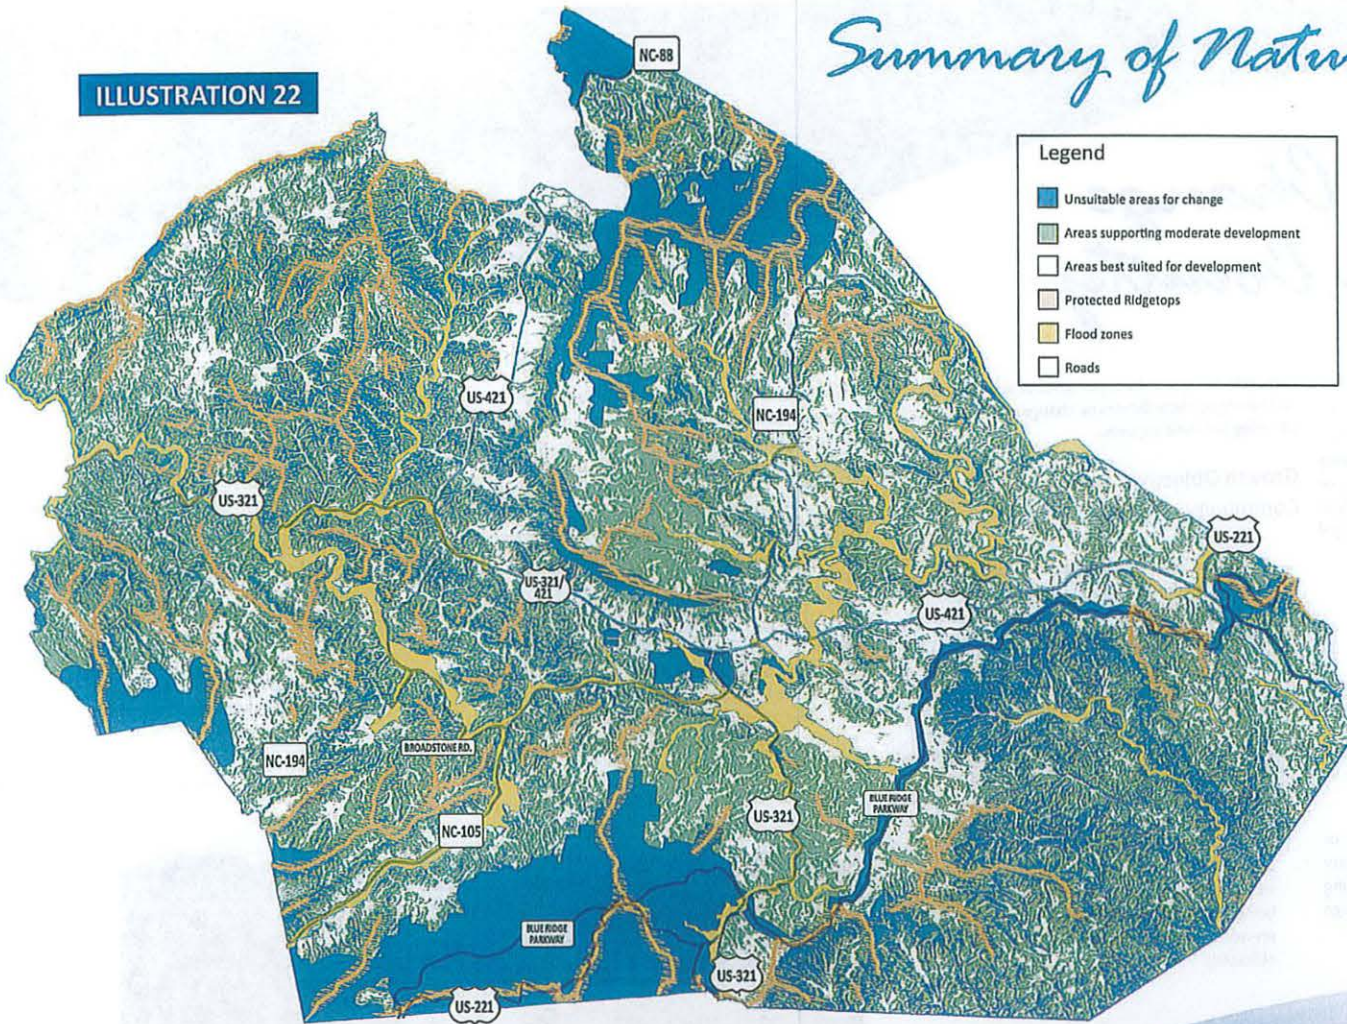 Summary of Natu
ILLUSTRATION 22
NC-88
Legend
Unsuitable areas for change
Areas supporting moderate development
Areas best suited for development
Protected Ridgetops
Flood zones
Roads
US-421
NC-194
US-321
US-221
US-321/
421
US-421
BROADSTONE RD.
NC-194
NC-105
US-321
BLUE RIDGE
PARKWAY
BLUE RIDGE
PARKWAY
US-321
US-221